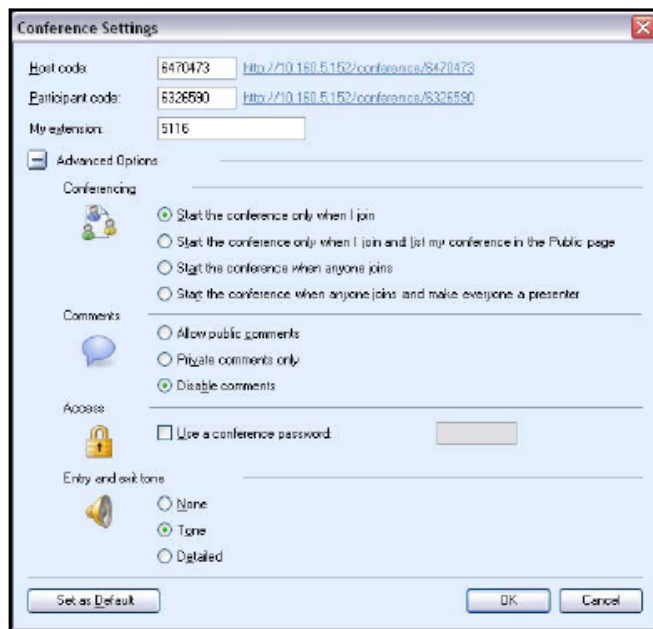 Conference Settings
Host code: 6470473 http://10.160.5.152/conference/6470473
Participant code: 6326590 http://10.160.5.152/conference/6326590
My extension: 5116
Advanced Options
Conferencing
Start the conference only when I join
Start the conference only when I join and list my conference in the Public page
Start the conference when anyone joins
Start the conference when anyone joins and make everyone a presenter
Comments
Allow public comments
Private comments only
Disable comments
Access
Use a conference password:
Entry and exit tone
None
Tone
Detailed
Set as Default OK Cancel